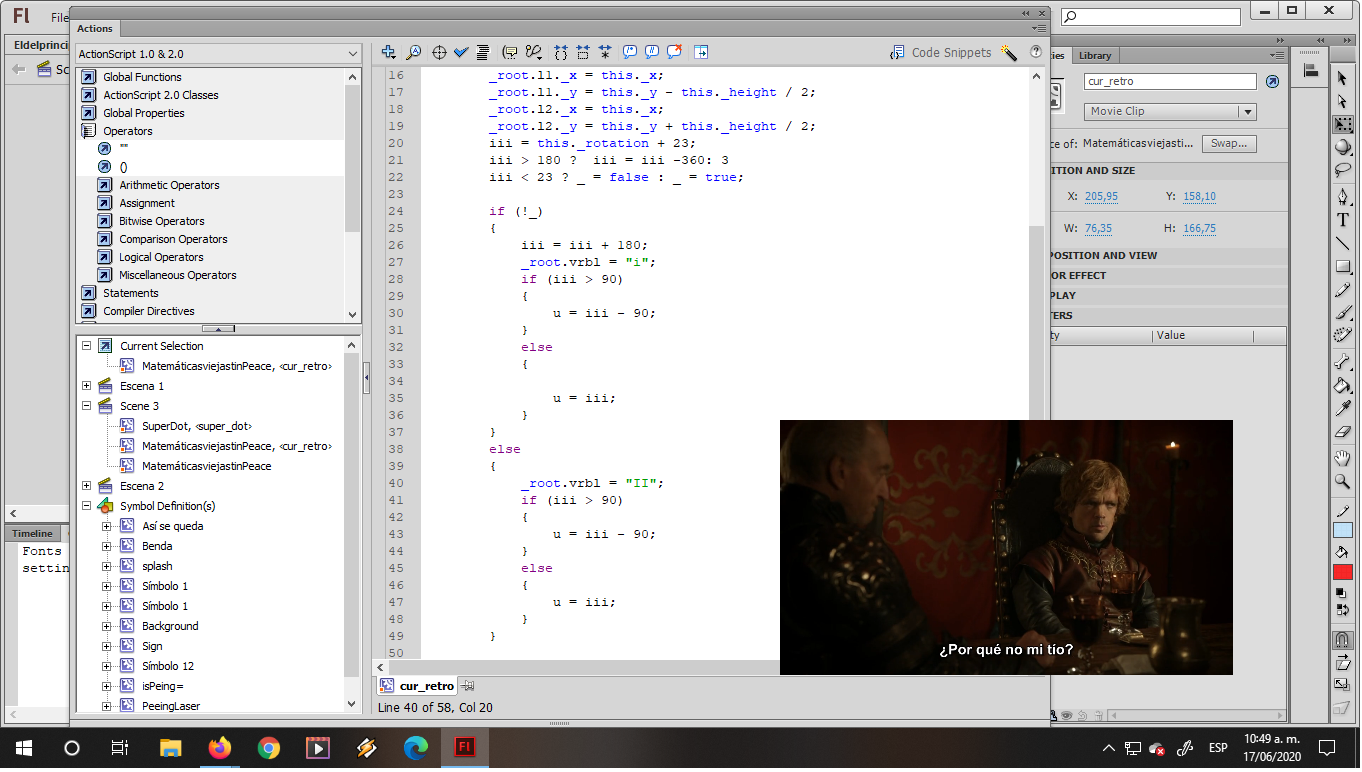 Fl
File
Actions
Eldelprinci
Sc
ActionScript 1.0 & 2.0
Global Functions
ActionScript 2.0 Classes
Global Properties
Operators
""
()
Arithmetic Operators
Assignment
Bitwise Operators
Comparison Operators
Logical Operators
Miscellaneous Operators
Statements
Compiler Directives
Current Selection
MatemáticasviejastinPeace, <cur_retro>
Escena 1
Scene 3
SuperDot, <super_dot>
MatemáticasviejastinPeace, <cur_retro>
MatemáticasviejastinPeace
Escena 2
Symbol Definition(s)
Así se queda
Benda
splash
Símbolo 1
Símbolo 1
Background
Sign
Símbolo 12
isPeing=
PeeingLaser
Timeline
Fonts
settin
Code Snippets
16 _root.l1._x = this._x;
17 _root.l1._y = this._y - this._height / 2;
18 _root.l2._x = this._x;
19 _root.l2._y = this._y + this._height / 2;
20 iii = this._rotation + 23;
21 iii > 180 ?  iii = iii -360: 3
22 iii < 23 ? _ = false : _ = true;
23
24 if (!_)
25 {
26 iii = iii + 180;
27 _root.vrbl = "i";
28 if (iii > 90)
29 {
30 u = iii - 90;
31 }
32 else
33 {
34
35 u = iii;
36 }
37 }
38 else
39 {
40 _root.vrbl = "II";
41 if (iii > 90)
42 {
43 u = iii - 90;
44 }
45 else
46 {
47 u = iii;
48 }
49 }
50
cur_retro
Line 40 of 58, Col 20
ties
Library
cur_retro
Movie Clip
ce of: Matemáticasviejasti...
Swap...
ITION AND SIZE
X: 205,95
Y: 158,10
W: 76,35
H: 166,75
POSITION AND VIEW
OR EFFECT
PLAY
TERS
ty
Value
¿Por qué no mi tío?
Fl
ESP
10:49 a. m.
17/06/2020